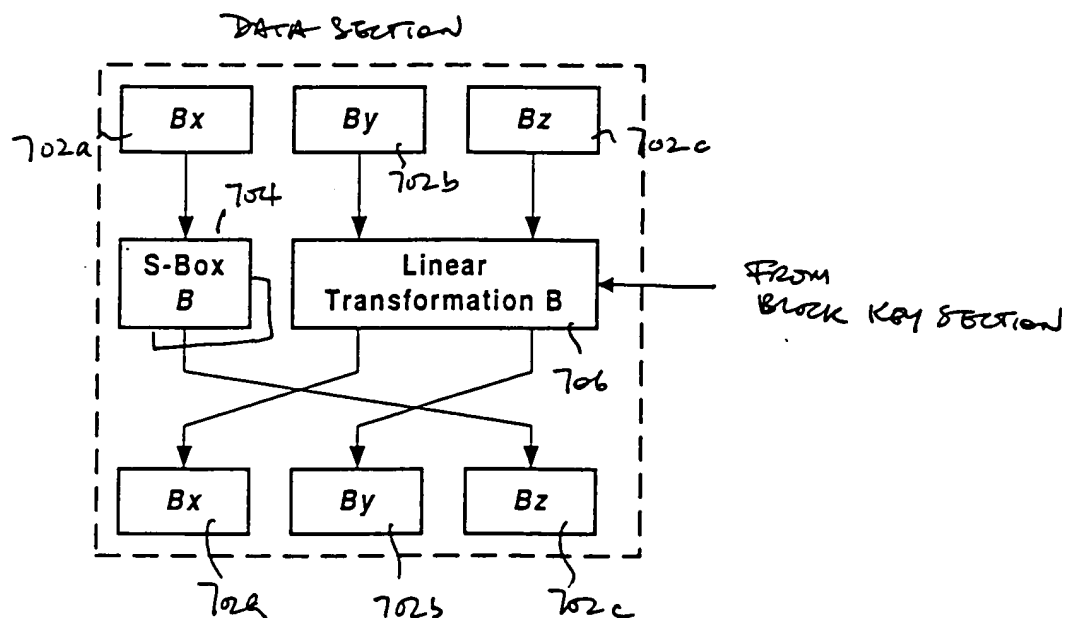 DATA SECTION
Bx
By
Bz
702a
702b
702c
704
S-Box
B
Linear
Transformation B
FROM
BLOCK KEY SECTION
706
Bx
By
Bz
702a
702b
702c